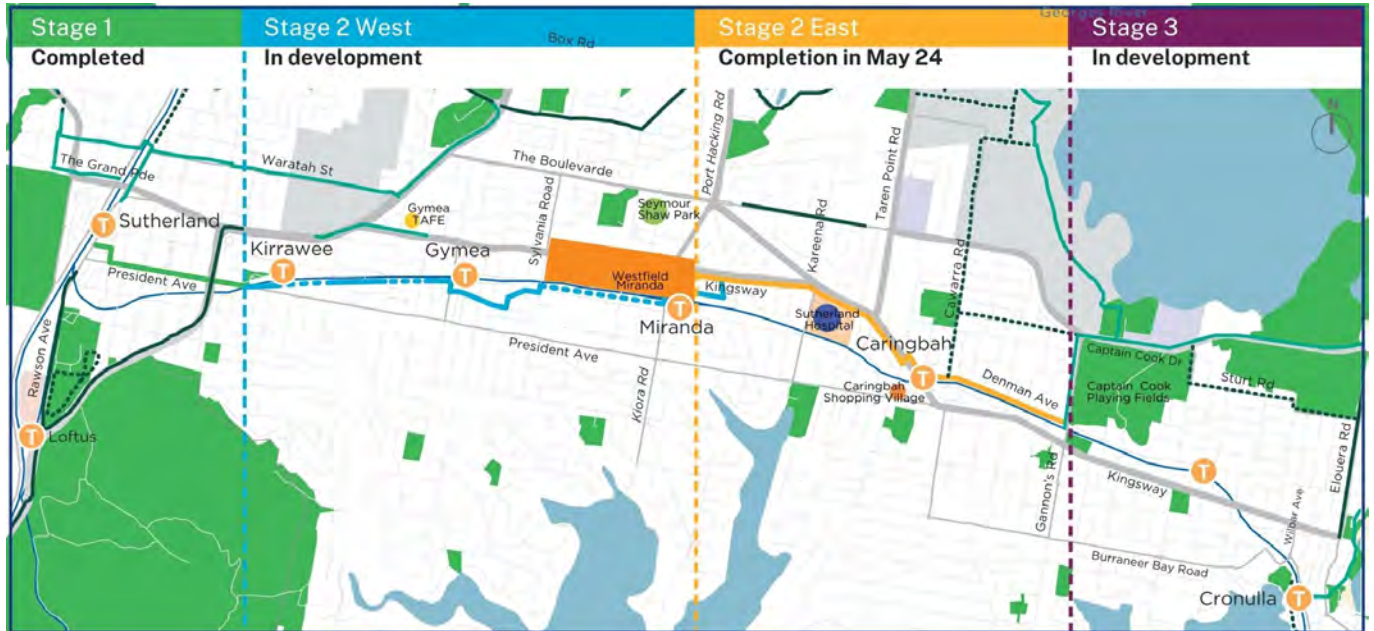 Georges River
Stage 1
Stage 2 West
Stage 2 East
Stage 3
Box Rd
Completed
In development
Completion in May 24
In development
N
Port Hacking Rd
Taren Point Rd
The Grand Pde
Waratah St
The Boulevarde
Sylvania Road
Seymour
Shaw Park
Gymea
TAFE
T
Sutherland
Kareena Rd
Cawarra Rd
Kirrawee
T
Gymea
T
President Ave
Westfield
Miranda
Kingsway
T
Miranda
Sutherland
Hospital
Caringbah
T
Rawson Ave
President Ave
Kiora Rd
Caringbah
Shopping Village
Denman Ave
Captain Cook Dr
Captain Cook
Playing Fields
Sturt Rd
Elouera Rd
T
Loftus
T
Kingsway
Gannon's Rd
Wilbar Ave
Burraneer Bay Road
Cronulla
T